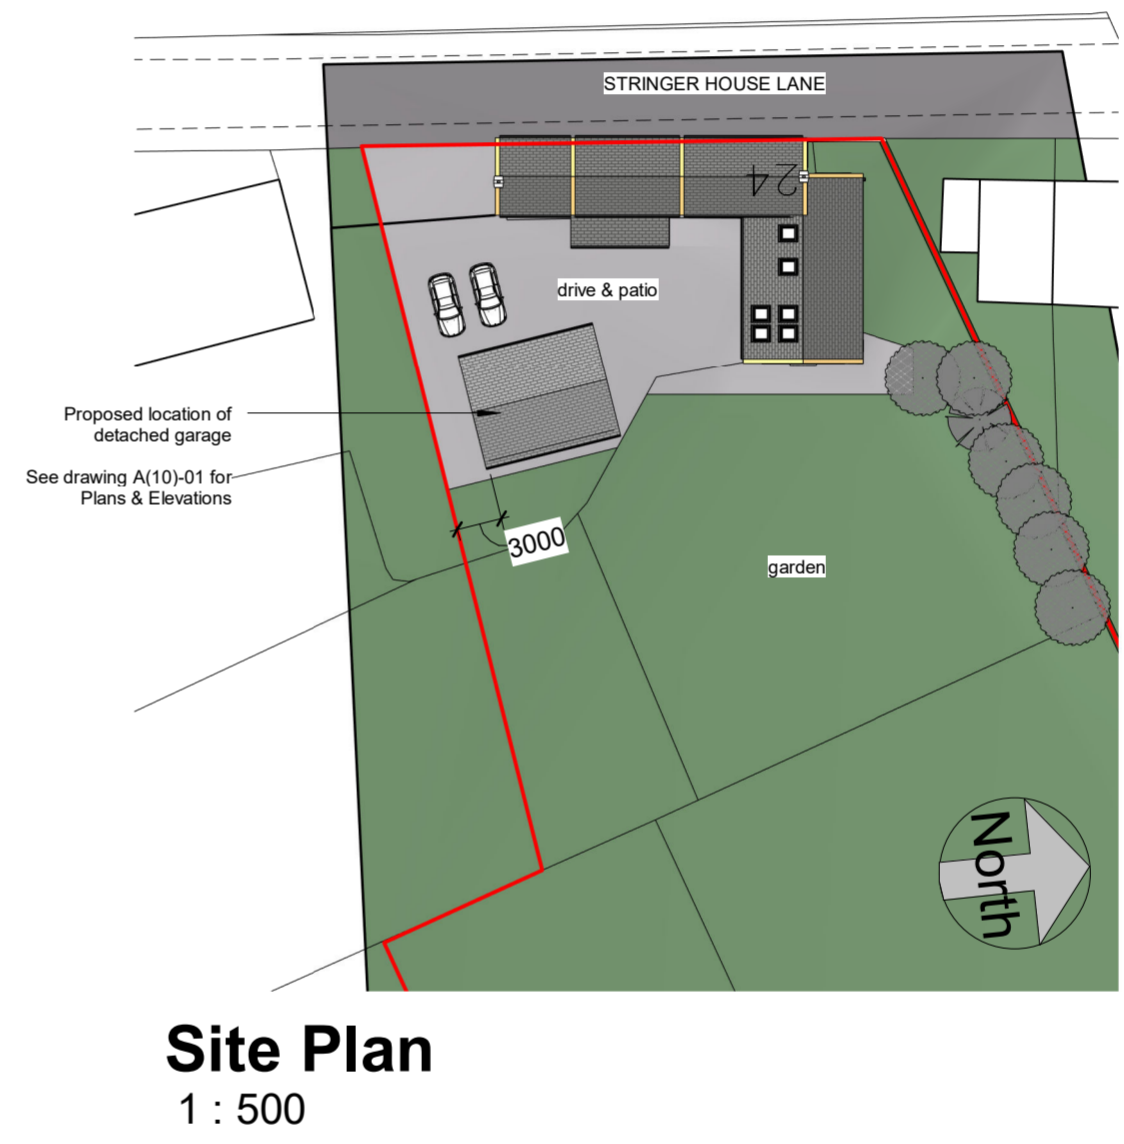 STRINGER HOUSE LANE
24
drive & patio
Proposed location of
detached garage
See drawing A(10)-01 for
Plans & Elevations
3000
garden
North
Site Plan
1 : 500